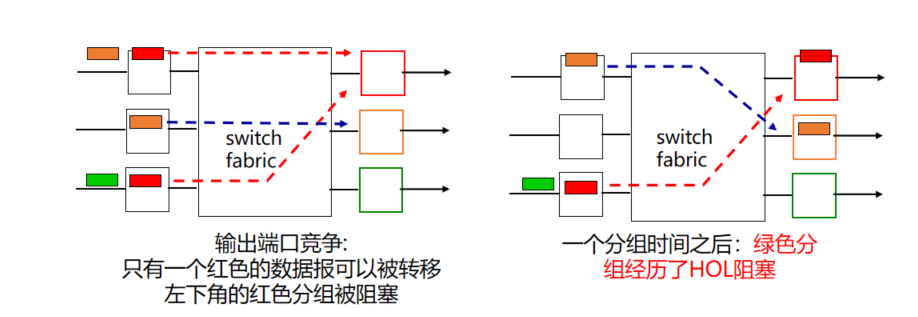 switch
fabric
输出端口竞争:
只有一个红色的数据报可以被转移
左下角的红色分组被阻塞
switch
fabric
一个分组时间之后：绿色分
组经历了HOL阻塞